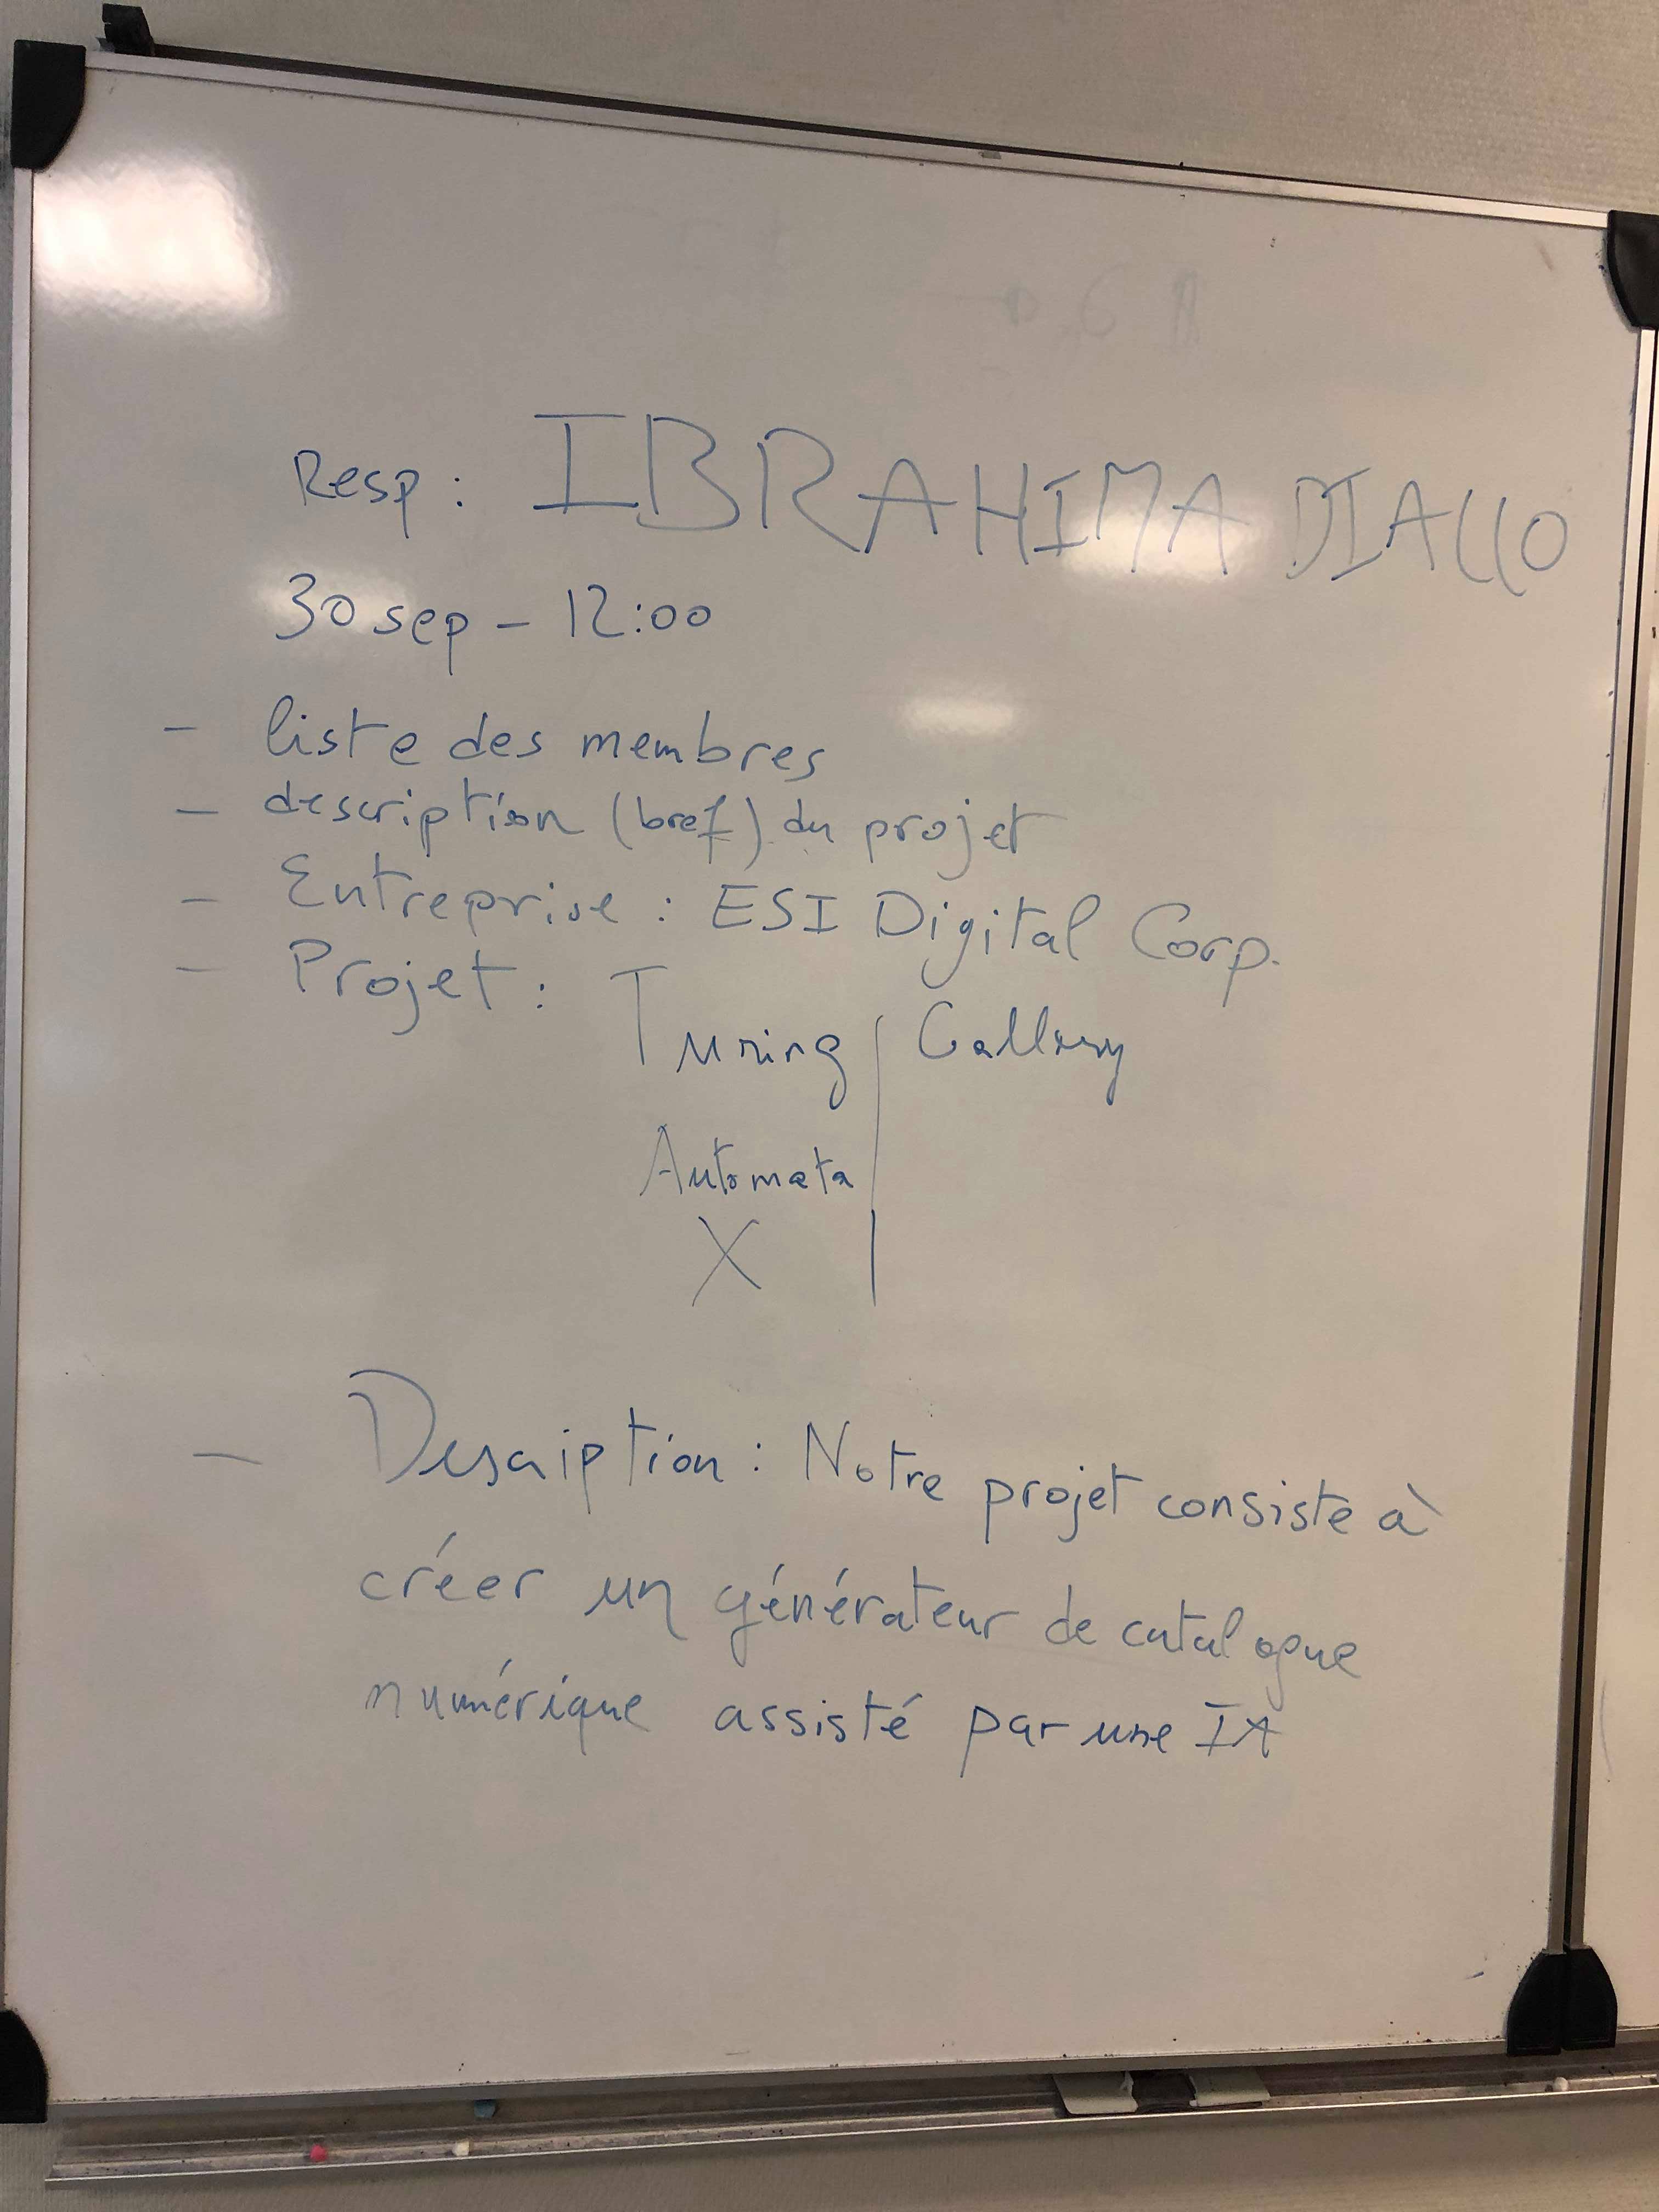 Resp : IBRAHIMA DIALLO
30 sep - 12:00
- liste des membres
- description (bref) du projet
- Entreprise : ESI Digital Corp.
- Projet : Turing | Gallery
Automata
X
- Description : Notre projet consiste à
créer un générateur de catalogue
numérique assisté par une IA